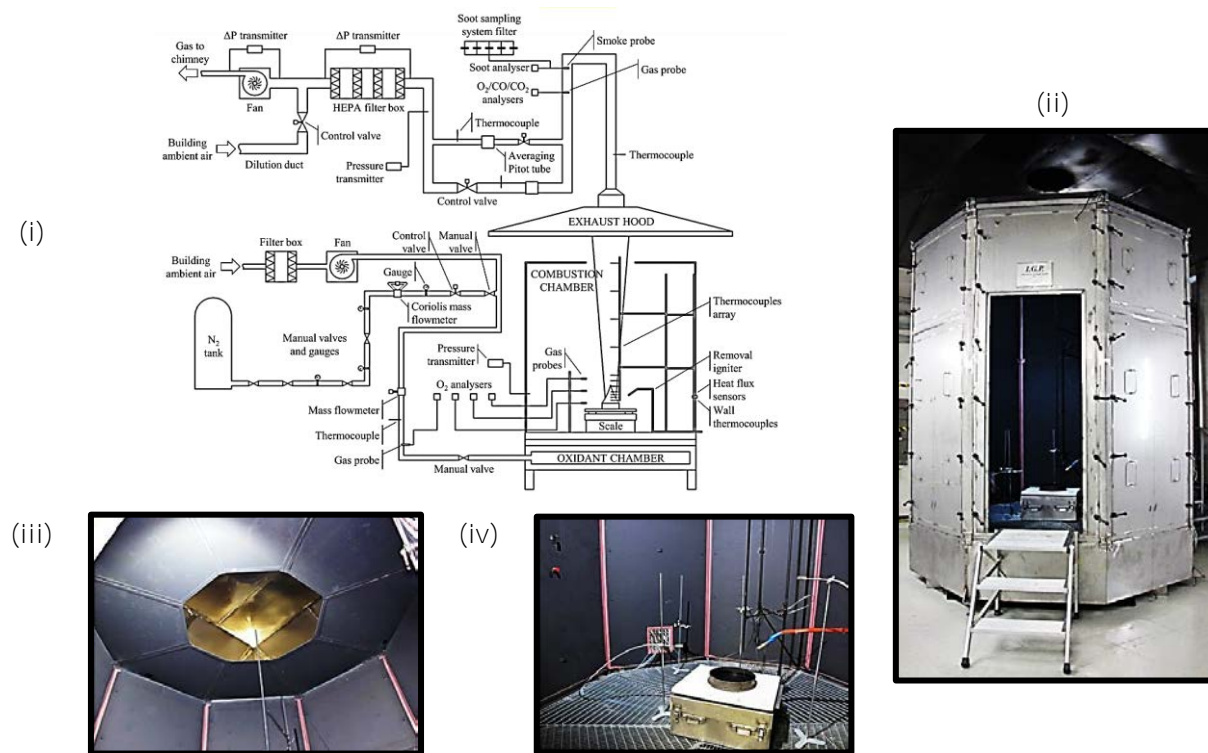 (i)
Gas to
chimney
ΔP transmitter
ΔP transmitter
Fan
HEPA filter box
Control valve
Building
ambient air
Dilution duct
Soot sampling
system filter
Smoke probe
Soot analyser
Gas probe
O₂/CO/CO₂
analysers
Thermocouple
Averaging
Pitot tube
Pressure
transmitter
Control valve
Thermocouple
EXHAUST HOOD
Filter box
Fan
Building
ambient air
Control
valve
Manual
valve
Gauge
Coriolis mass
flowmeter
N₂
tank
Manual valves
and gauges
COMBUSTION
CHAMBER
Thermocouples
array
Pressure
transmitter
Gas
probes
Removal
igniter
O₂ analysers
Heat flux
sensors
Mass flowmeter
Wall
thermocouples
Thermocouple
Scale
Gas probe
Manual valve
OXIDANT CHAMBER
(ii)
I.G.P.
(iii)
(iv)